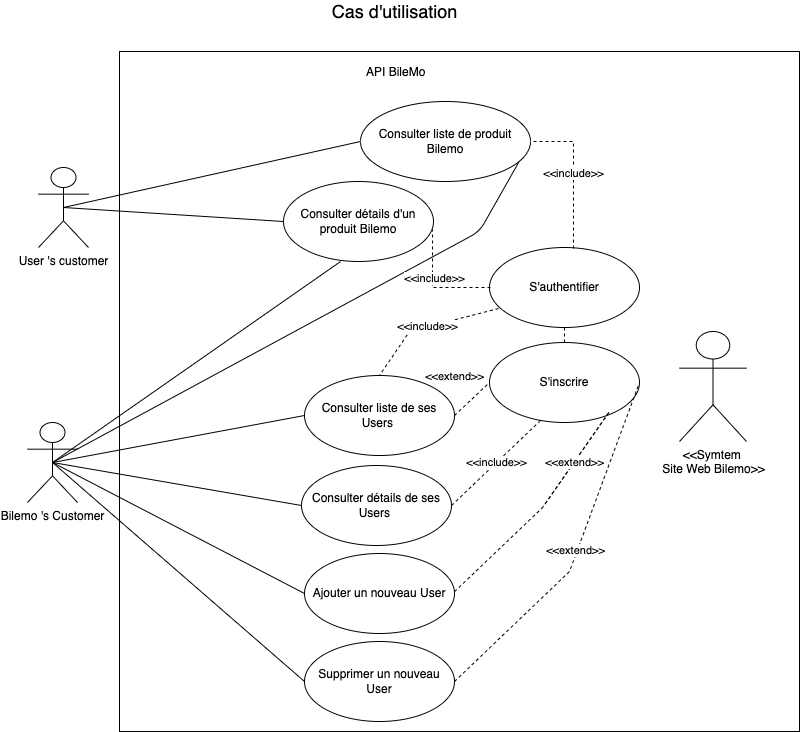 Cas d'utilisation
API BileMo
Consulter liste de produit
Bilemo
<<include>>
Consulter détails d'un
produit Bilemo
User 's customer
<<include>>
S'authentifier
<<include>>
<<extend>>
S'inscrire
Consulter liste de ses
Users
<<Symtem
Site Web Bilemo>>
<<include>>
<<extend>>
Consulter détails de ses
Users
Bilemo 's Customer
<<extend>>
Ajouter un nouveau User
Supprimer un nouveau
User